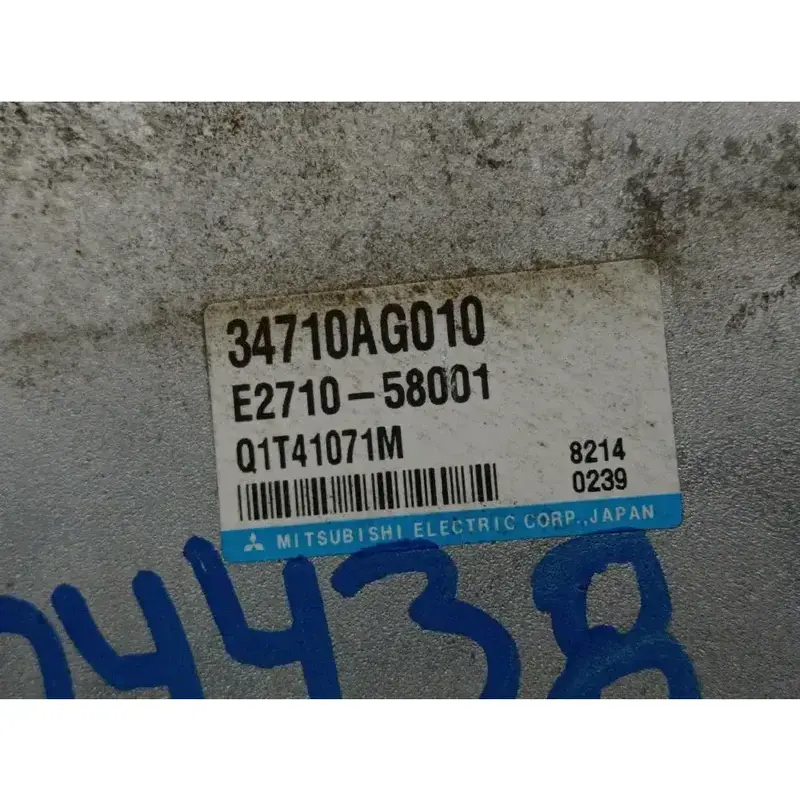 34710AG010
E2710-58001
Q1T41071M
8214
0239
MITSUBISHI ELECTRIC CORP., JAPAN
04438